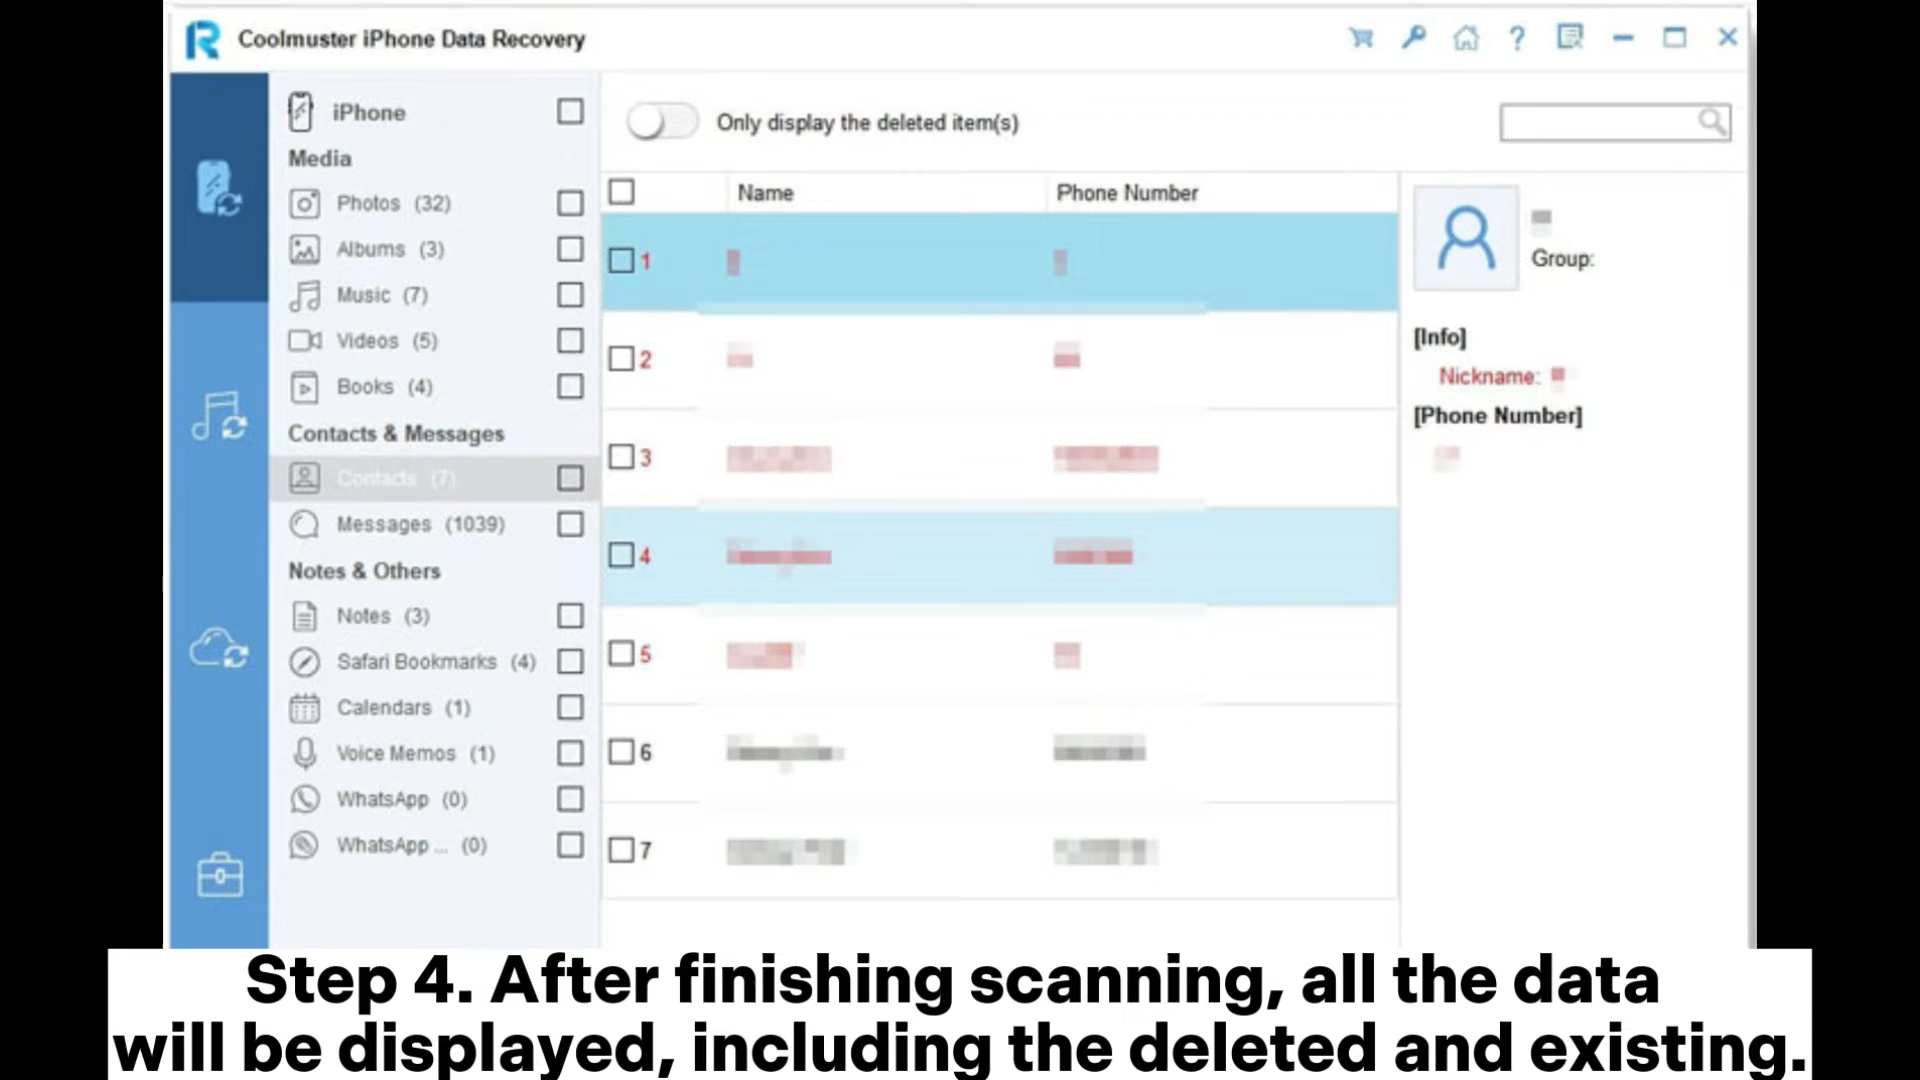 Coolmuster iPhone Data Recovery
iPhone
Only display the deleted item(s)
Media
Photos (32)
Albums (3)
Music (7)
Videos (5)
Books (4)
Contacts & Messages
Contacts (7)
Messages (1039)
Notes & Others
Notes (3)
Safari Bookmarks (4)
Calendars (1)
Voice Memos (1)
WhatsApp (0)
WhatsApp ... (0)
Name Phone Number
1
2
3
4
5
6
7
Group:
[Info]
Nickname:
[Phone Number]
Step 4. After finishing scanning, all the data
will be displayed, including the deleted and existing.